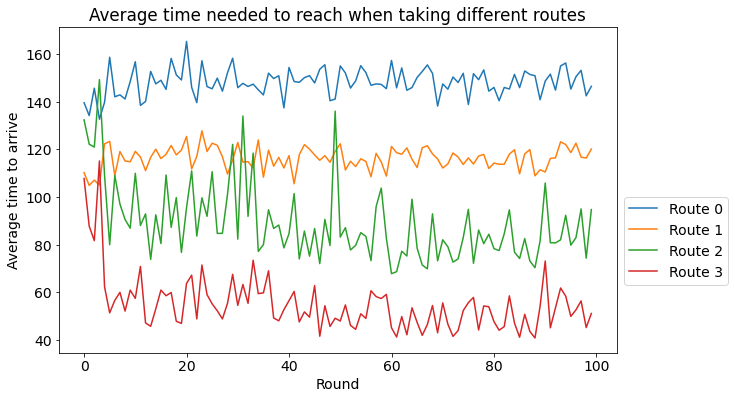 Average time needed to reach when taking different routes
Average time to arrive
160
140
120
100
80
60
40
0 20 40 60 80 100
Round
Route 0
Route 1
Route 2
Route 3